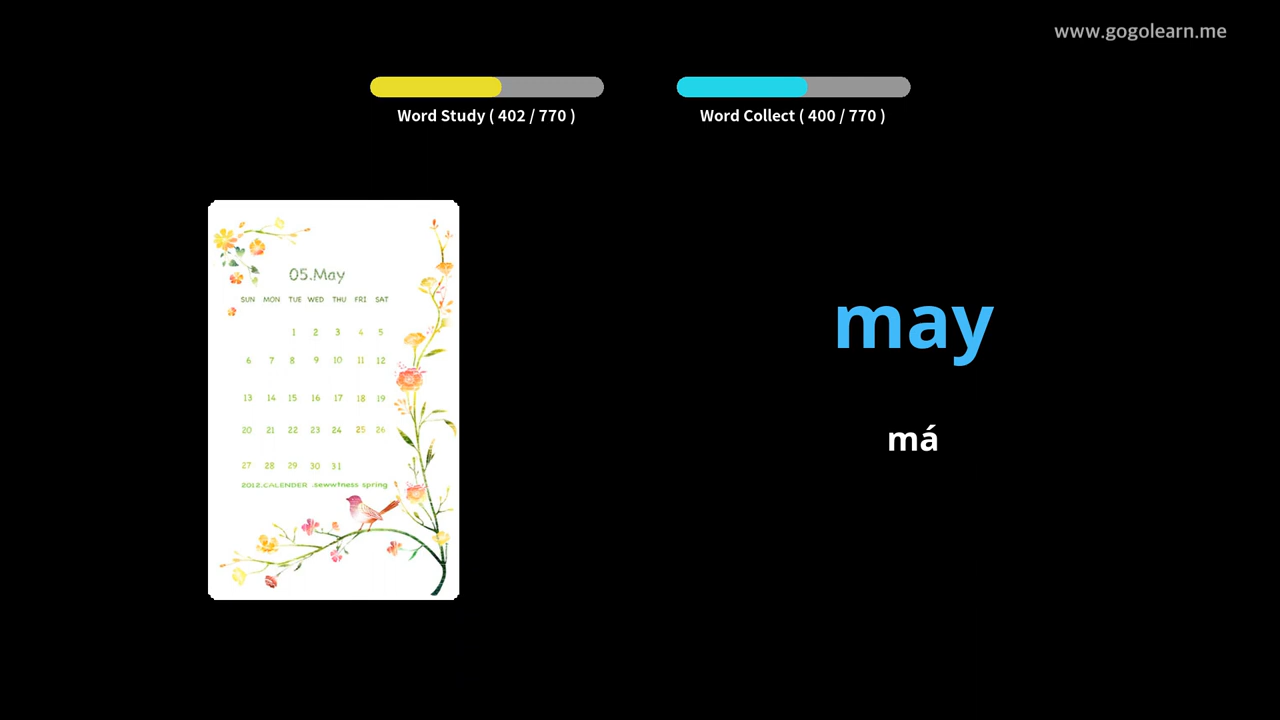 www.gogolearn.me
Word Study ( 402 / 770 )
Word Collect ( 400 / 770 )
05.May
SUN MON TUE WED THU FRI SAT
1 2 3 4 5
6 7 8 9 10 11 12
13 14 15 16 17 18 19
20 21 22 23 24 25 26
27 28 29 30 31
2012.CALENDER .sewwtness spring
may
má